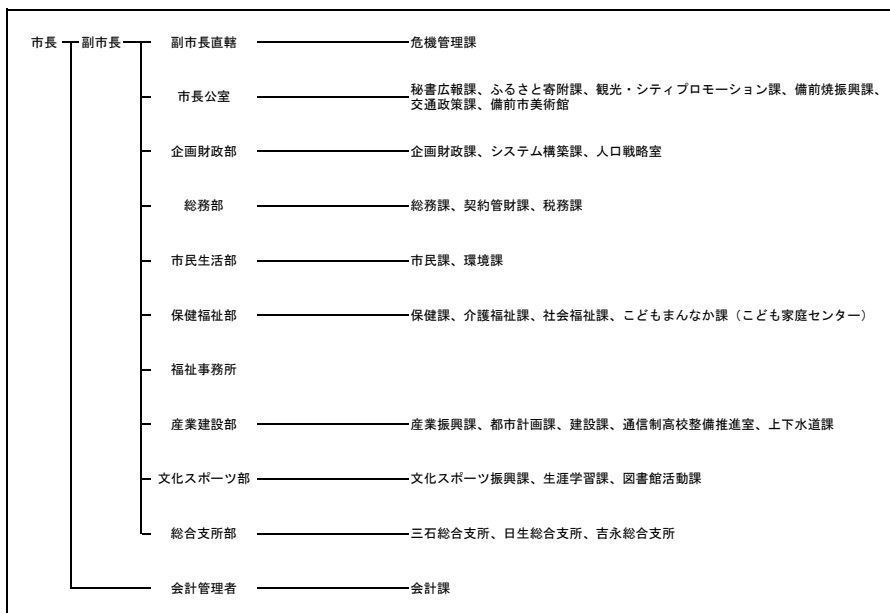 市長 副市長 副市長直轄 危機管理課
市長公室 秘書広報課、ふるさと寄附課、観光・シティプロモーション課、備前焼振興課、
交通政策課、備前市美術館
企画財政部 企画財政課、システム構築課、人口戦略室
総務部 総務課、契約管財課、税務課
市民生活部 市民課、環境課
保健福祉部 保健課、介護福祉課、社会福祉課、こどもまんなか課（こども家庭センター）
福祉事務所
産業建設部 産業振興課、都市計画課、建設課、通信制高校整備推進室、上下水道課
文化スポーツ部 文化スポーツ振興課、生涯学習課、図書館活動課
総合支所部 三石総合支所、日生総合支所、吉永総合支所
会計管理者 会計課